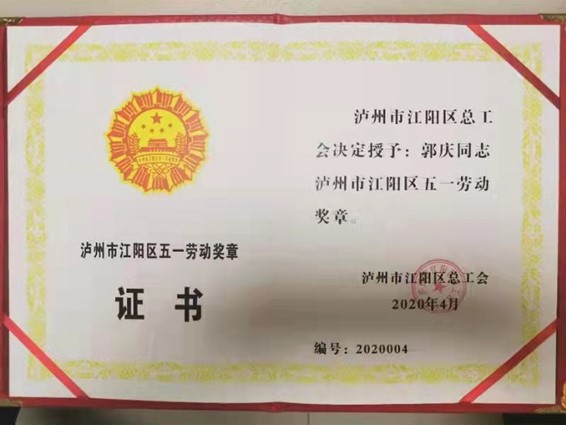 泸州市江阳区五一劳动奖章
证书
泸州市江阳区总工
会决定授予：郭庆同志
泸州市江阳区五一劳动
奖章。
泸州市江阳区总工会
2020年4月
编号：2020004